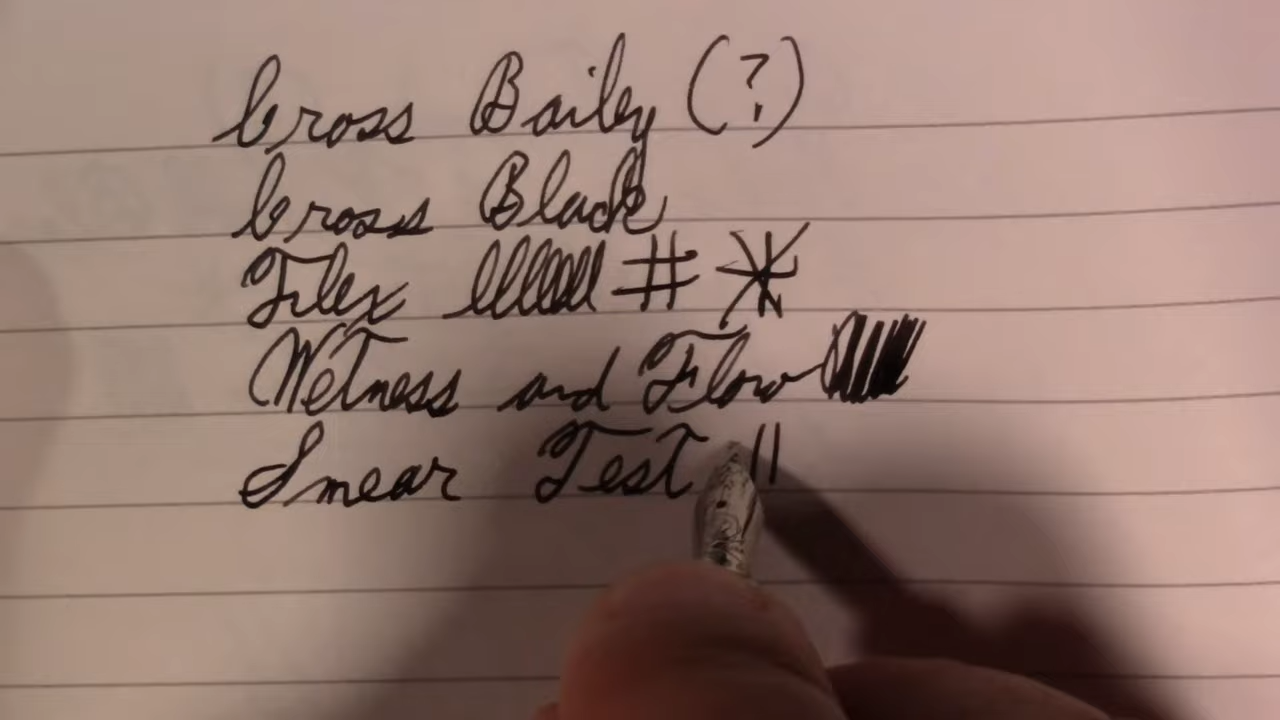 Cross Bailey (?)
Cross Black
Flex # *
Wetness and Flow
Smear Test